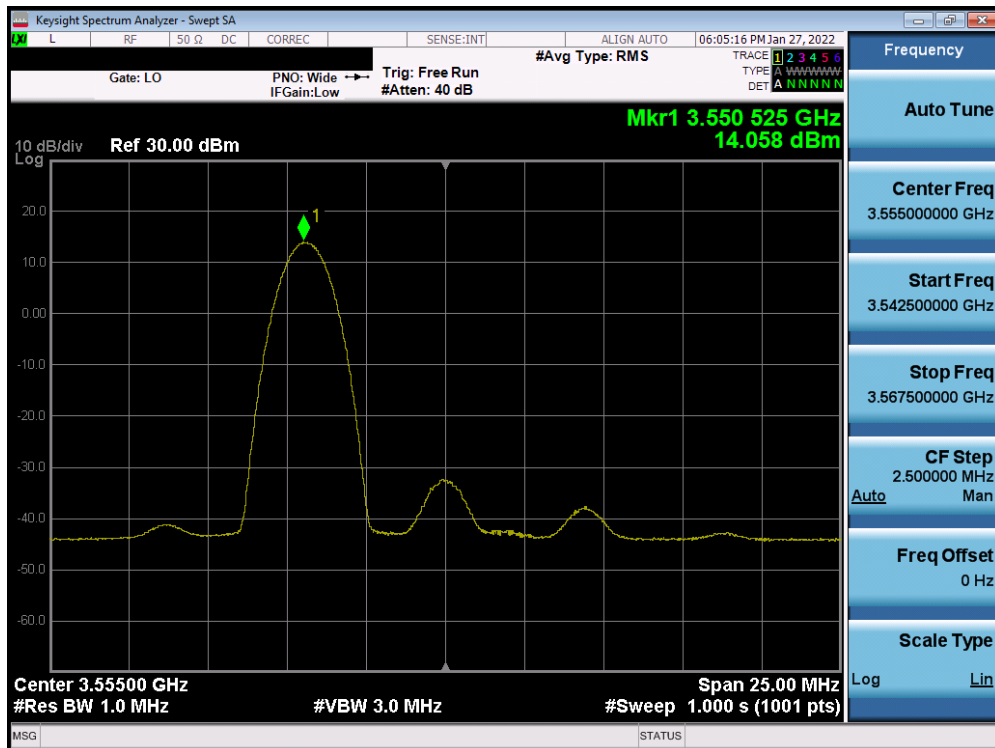 Keysight Spectrum Analyzer - Swept SA
LXI L RF 50 Ω DC CORREC SENSE:INT ALIGN AUTO 06:05:16 PM Jan 27, 2022
#Avg Type: RMS TRACE 1 2 3 4 5 6
Gate: LO PNO: Wide Trig: Free Run TYPE A WWWWW
IFGain:Low #Atten: 40 dB DET A N N N N N
Mkr1 3.550 525 GHz
14.058 dBm
10 dB/div Ref 30.00 dBm
Log
1
20.0
10.0
0.00
-10.0
-20.0
-30.0
-40.0
-50.0
-60.0
Center 3.55500 GHz Span 25.00 MHz
#Res BW 1.0 MHz #VBW 3.0 MHz #Sweep 1.000 s (1001 pts)
MSG STATUS
Frequency
Auto Tune
Center Freq
3.555000000 GHz
Start Freq
3.542500000 GHz
Stop Freq
3.567500000 GHz
CF Step
2.500000 MHz
Auto Man
Freq Offset
0 Hz
Scale Type
Log Lin